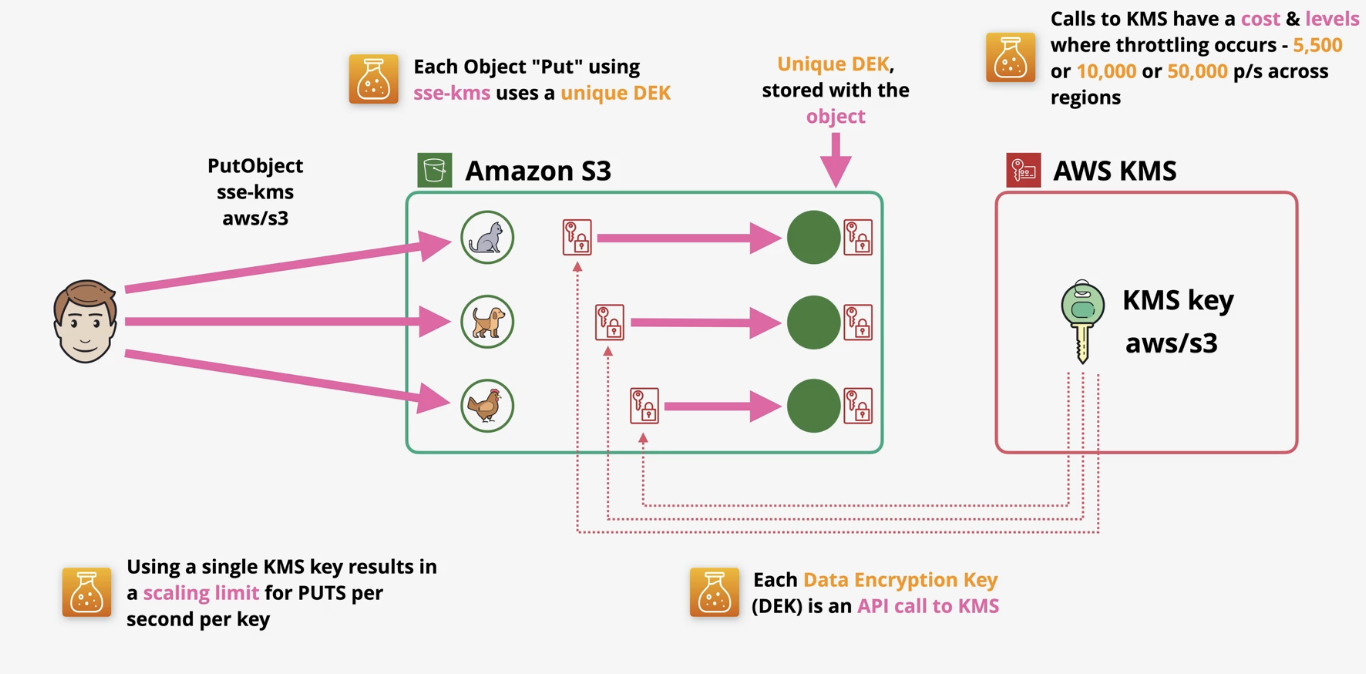 Calls to KMS have a cost & levels
where throttling occurs - 5,500
or 10,000 or 50,000 p/s across
regions
Each Object "Put" using
sse-kms uses a unique DEK
Unique DEK,
stored with the
object
PutObject
sse-kms
aws/s3
Amazon S3
AWS KMS
KMS key
aws/s3
Using a single KMS key results in
a scaling limit for PUTS per
second per key
Each Data Encryption Key
(DEK) is an API call to KMS